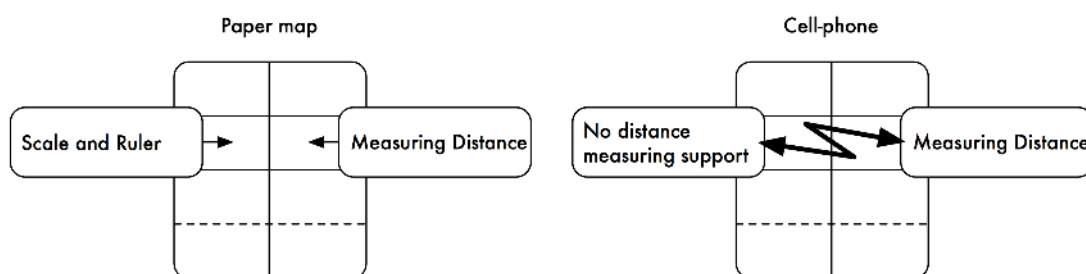 Paper map
Scale and Ruler
Measuring Distance
Cell-phone
No distance
measuring support
Measuring Distance